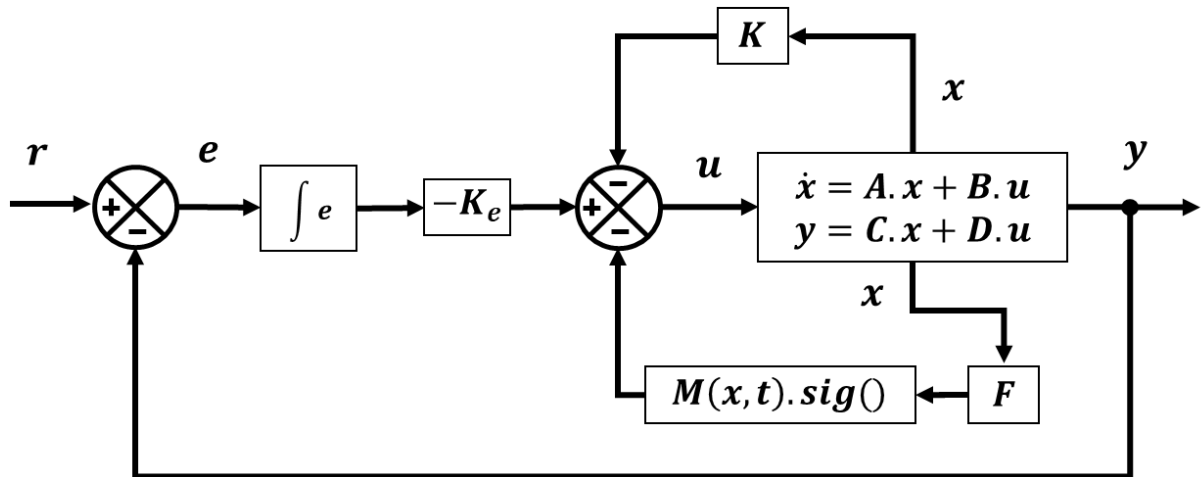 K
x
r
e
u
y
+
-
∫ e
-Kₑ
+
-
-
ẋ = A.x + B.u
y = C.x + D.u
x
M(x,t).sig()
F